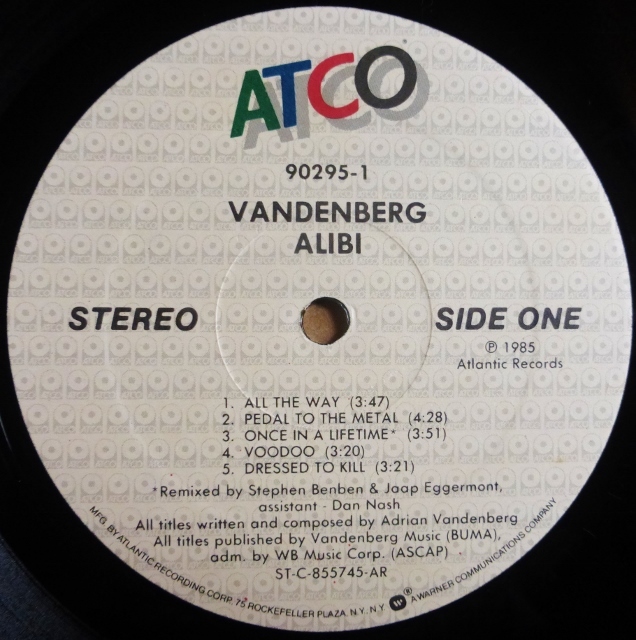 ATCO
90295-1
VANDENBERG
ALIBI
STEREO
SIDE ONE
℗ 1985
Atlantic Records
1. ALL THE WAY (3:47)
2. PEDAL TO THE METAL (4:28)
3. ONCE IN A LIFETIME* (3:51)
4. VOODOO (3:20)
5. DRESSED TO KILL (3:21)
*Remixed by Stephen Benben & Jaap Eggermont,
assistant - Dan Nash
All titles written and composed by Adrian Vandenberg
All titles published by Vandenberg Music (BUMA),
adm. by WB Music Corp. (ASCAP)
ST-C-855745-AR
MFG. BY ATLANTIC RECORDING CORP. 75 ROCKEFELLER PLAZA, N.Y., N.Y. W ® A WARNER COMMUNICATIONS COMPANY